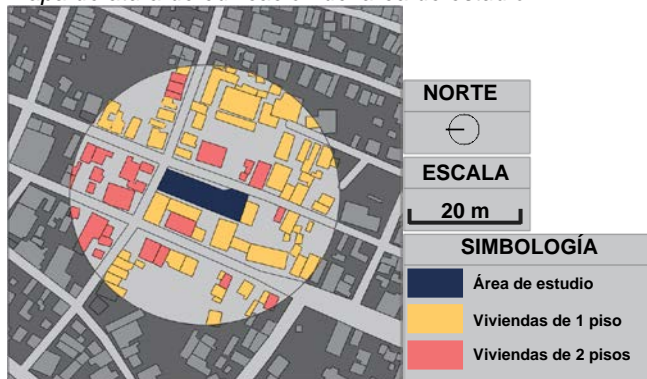 NORTE
ESCALA
20 m
SIMBOLOGÍA
Área de estudio
Viviendas de 1 piso
Viviendas de 2 pisos